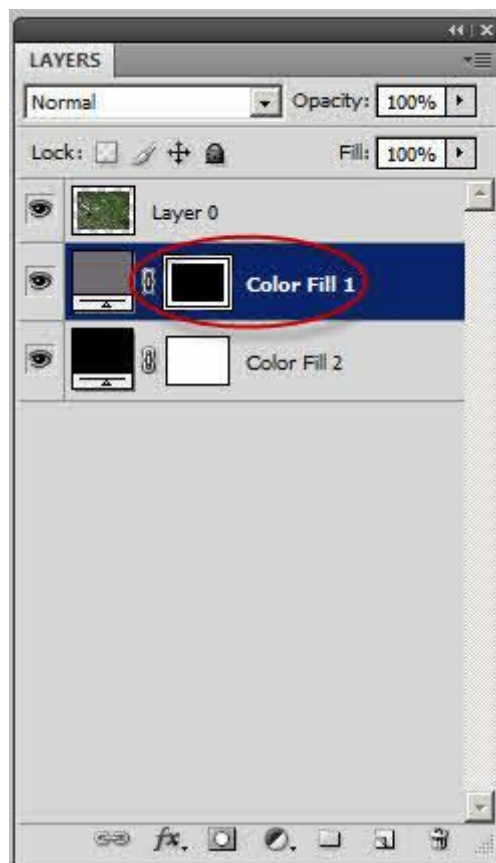 LAYERS
Normal Opacity: 100%
Lock: Fill: 100%
Layer 0
Color Fill 1
Color Fill 2
fx.